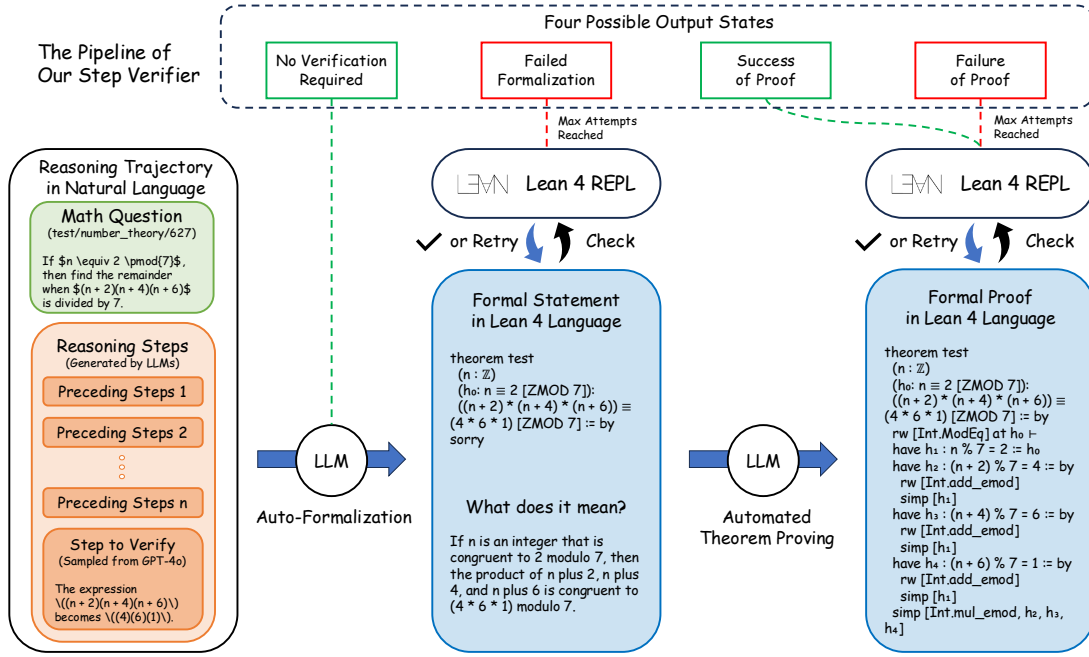 The Pipeline of
Our Step Verifier
Four Possible Output States
No Verification
Required
Failed
Formalization
Success
of Proof
Failure
of Proof
Max Attempts
Reached
Max Attempts
Reached
Reasoning Trajectory
in Natural Language
Math Question
(test/number_theory/627)
If $n \equiv 2 \pmod{7}$,
then find the remainder
when $(n + 2)(n + 4)(n + 6)$
is divided by 7.
Reasoning Steps
(Generated by LLMs)
Preceding Steps 1
Preceding Steps 2
Preceding Steps n
Step to Verify
(Sampled from GPT-4o)
The expression
\((n + 2)(n + 4)(n + 6)\)
becomes \((4)(6)(1)\).
LLM
Auto-Formalization
L∃∀N Lean 4 REPL
✓ or Retry
Check
Formal Statement
in Lean 4 Language
theorem test
(n : ℤ)
(h₀: n ≡ 2 [ZMOD 7]):
((n + 2) * (n + 4) * (n + 6)) ≡
(4 * 6 * 1) [ZMOD 7] := by
sorry
What does it mean?
If n is an integer that is
congruent to 2 modulo 7, then
the product of n plus 2, n plus
4, and n plus 6 is congruent to
(4 * 6 * 1) modulo 7.
LLM
Automated
Theorem Proving
L∃∀N Lean 4 REPL
✓ or Retry
Check
Formal Proof
in Lean 4 Language
theorem test
(n : ℤ)
(h₀: n ≡ 2 [ZMOD 7]):
((n + 2) * (n + 4) * (n + 6)) ≡
(4 * 6 * 1) [ZMOD 7] := by
rw [Int.ModEq] at h₀ ⊢
have h₁ : n % 7 = 2 := h₀
have h₂ : (n + 2) % 7 = 4 := by
rw [Int.add_emod]
simp [h₁]
have h₃ : (n + 4) % 7 = 6 := by
rw [Int.add_emod]
simp [h₁]
have h₄ : (n + 6) % 7 = 1 := by
rw [Int.add_emod]
simp [h₁]
simp [Int.mul_emod, h₂, h₃,
h₄]